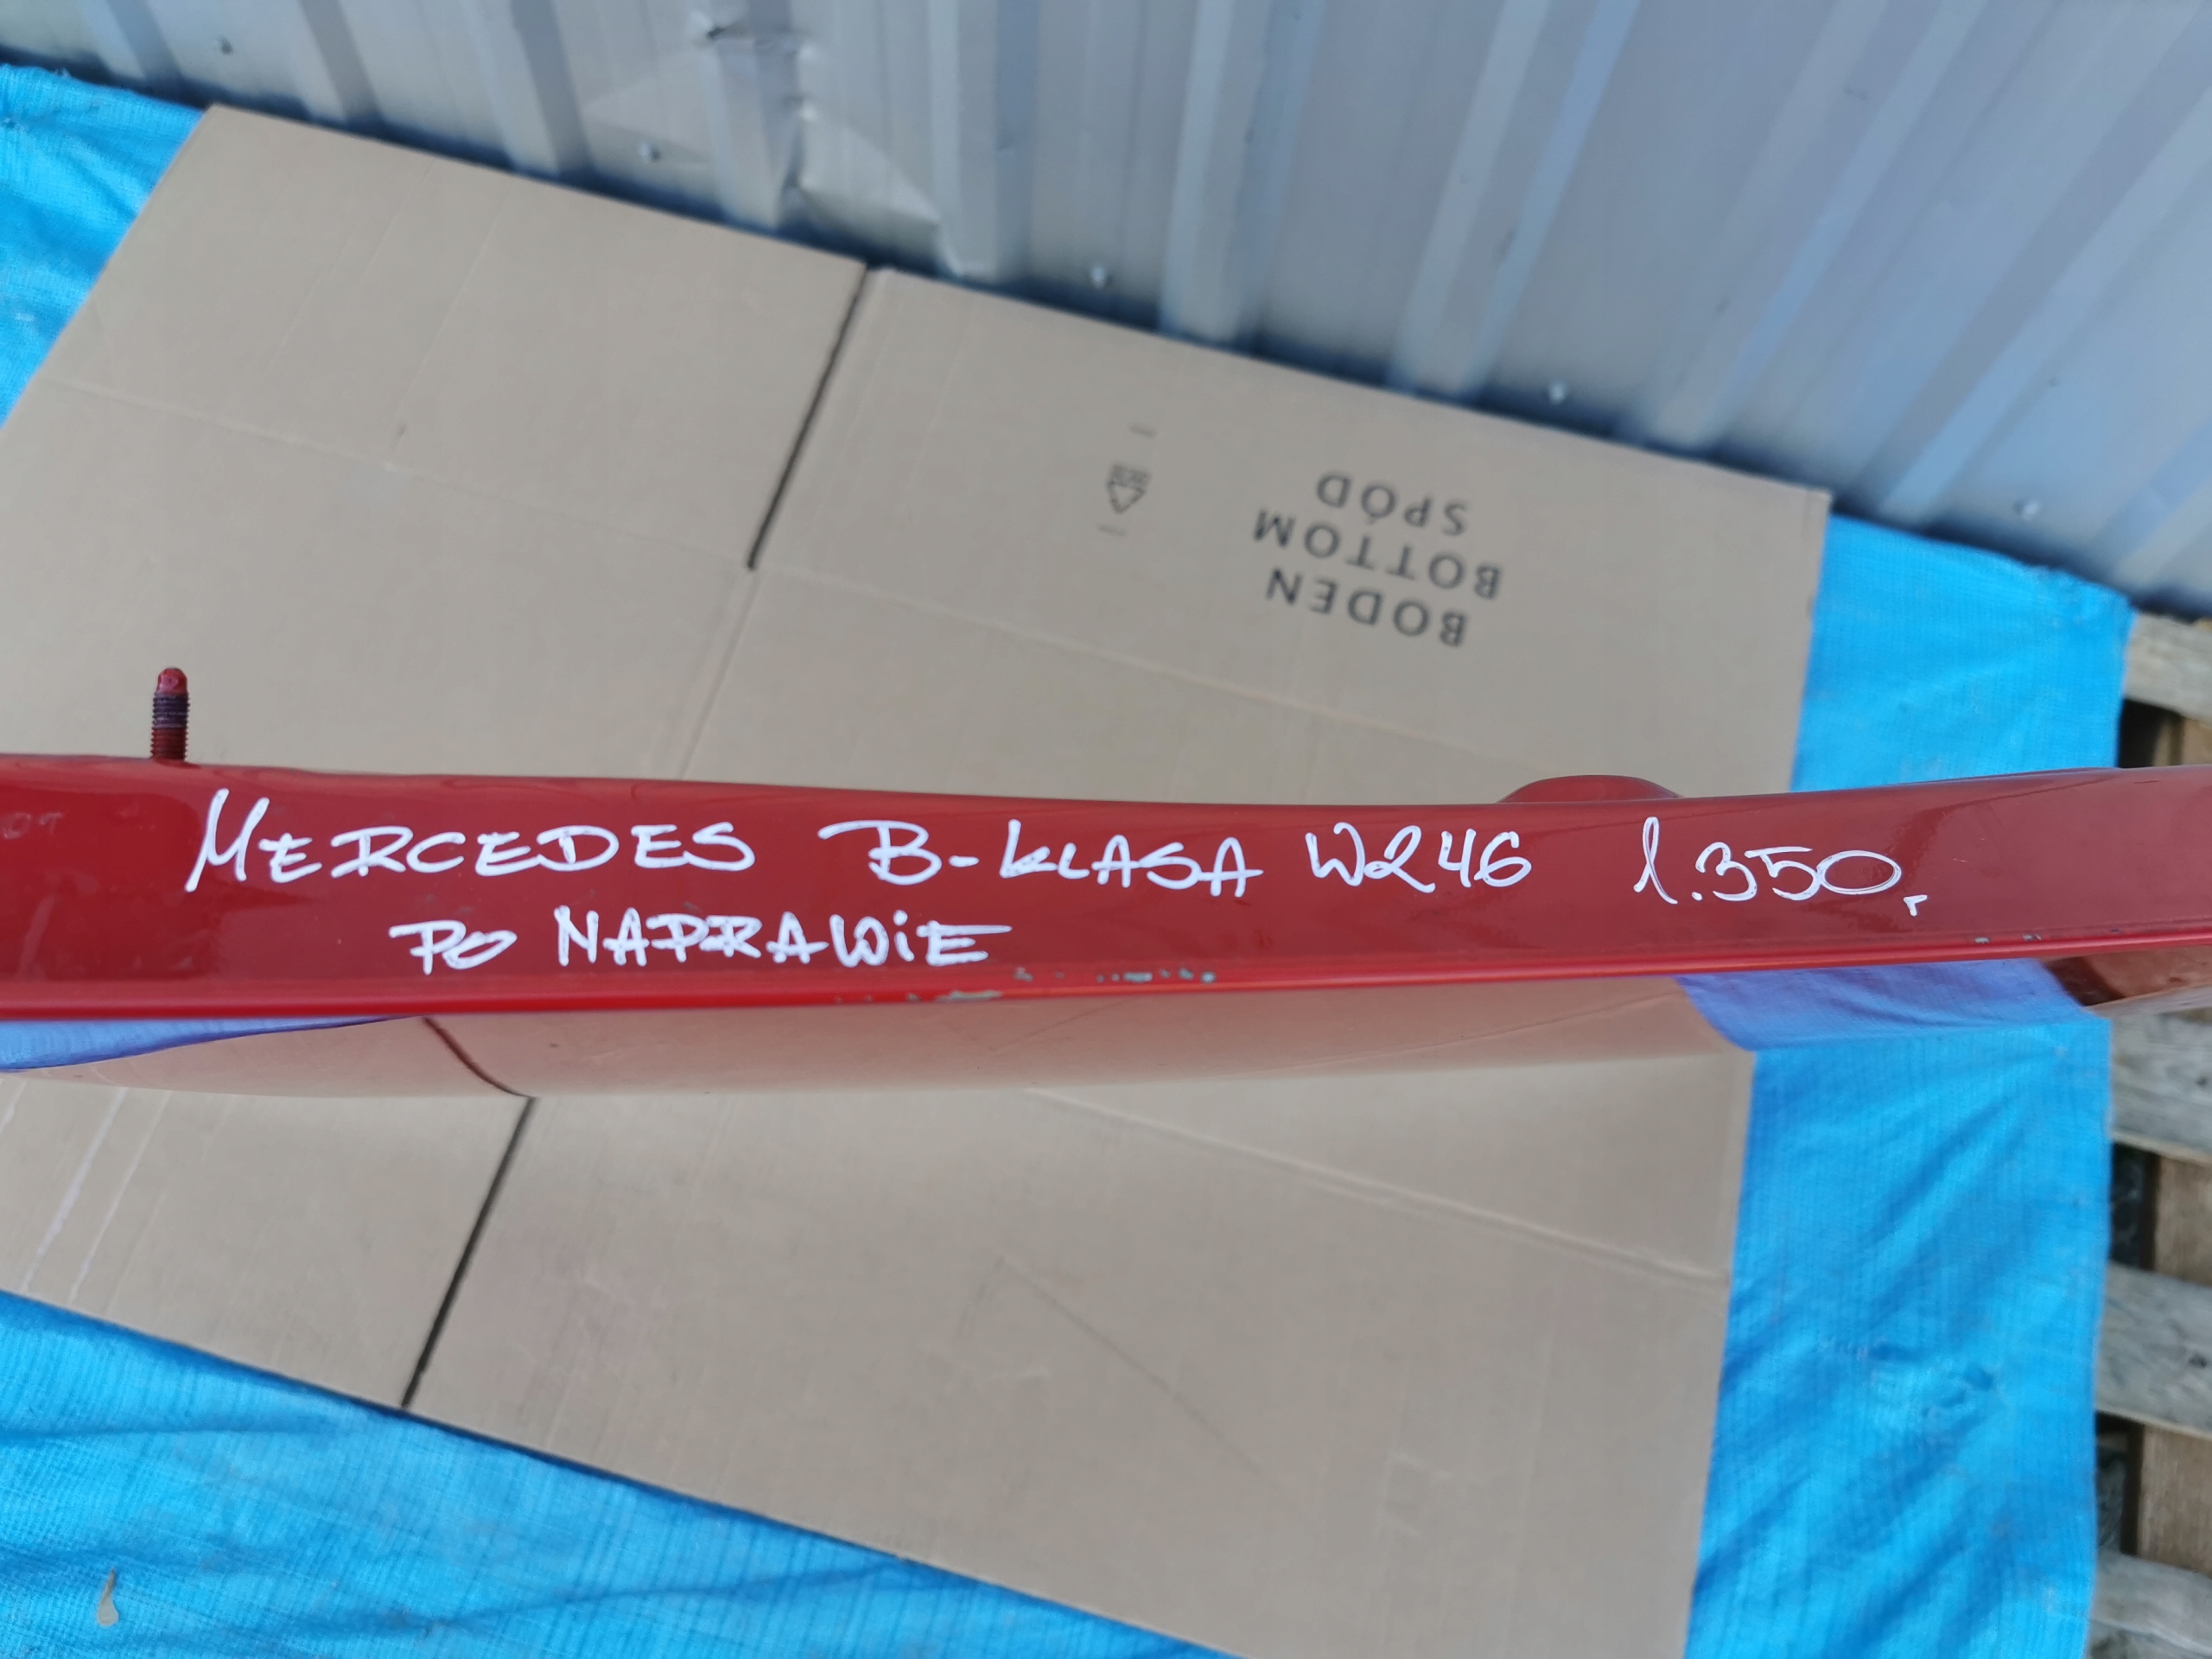 BODEN
BOTTOM
SPÓD
MERCEDES B-KLASA W246 1.350,
PO NAPRAWIE